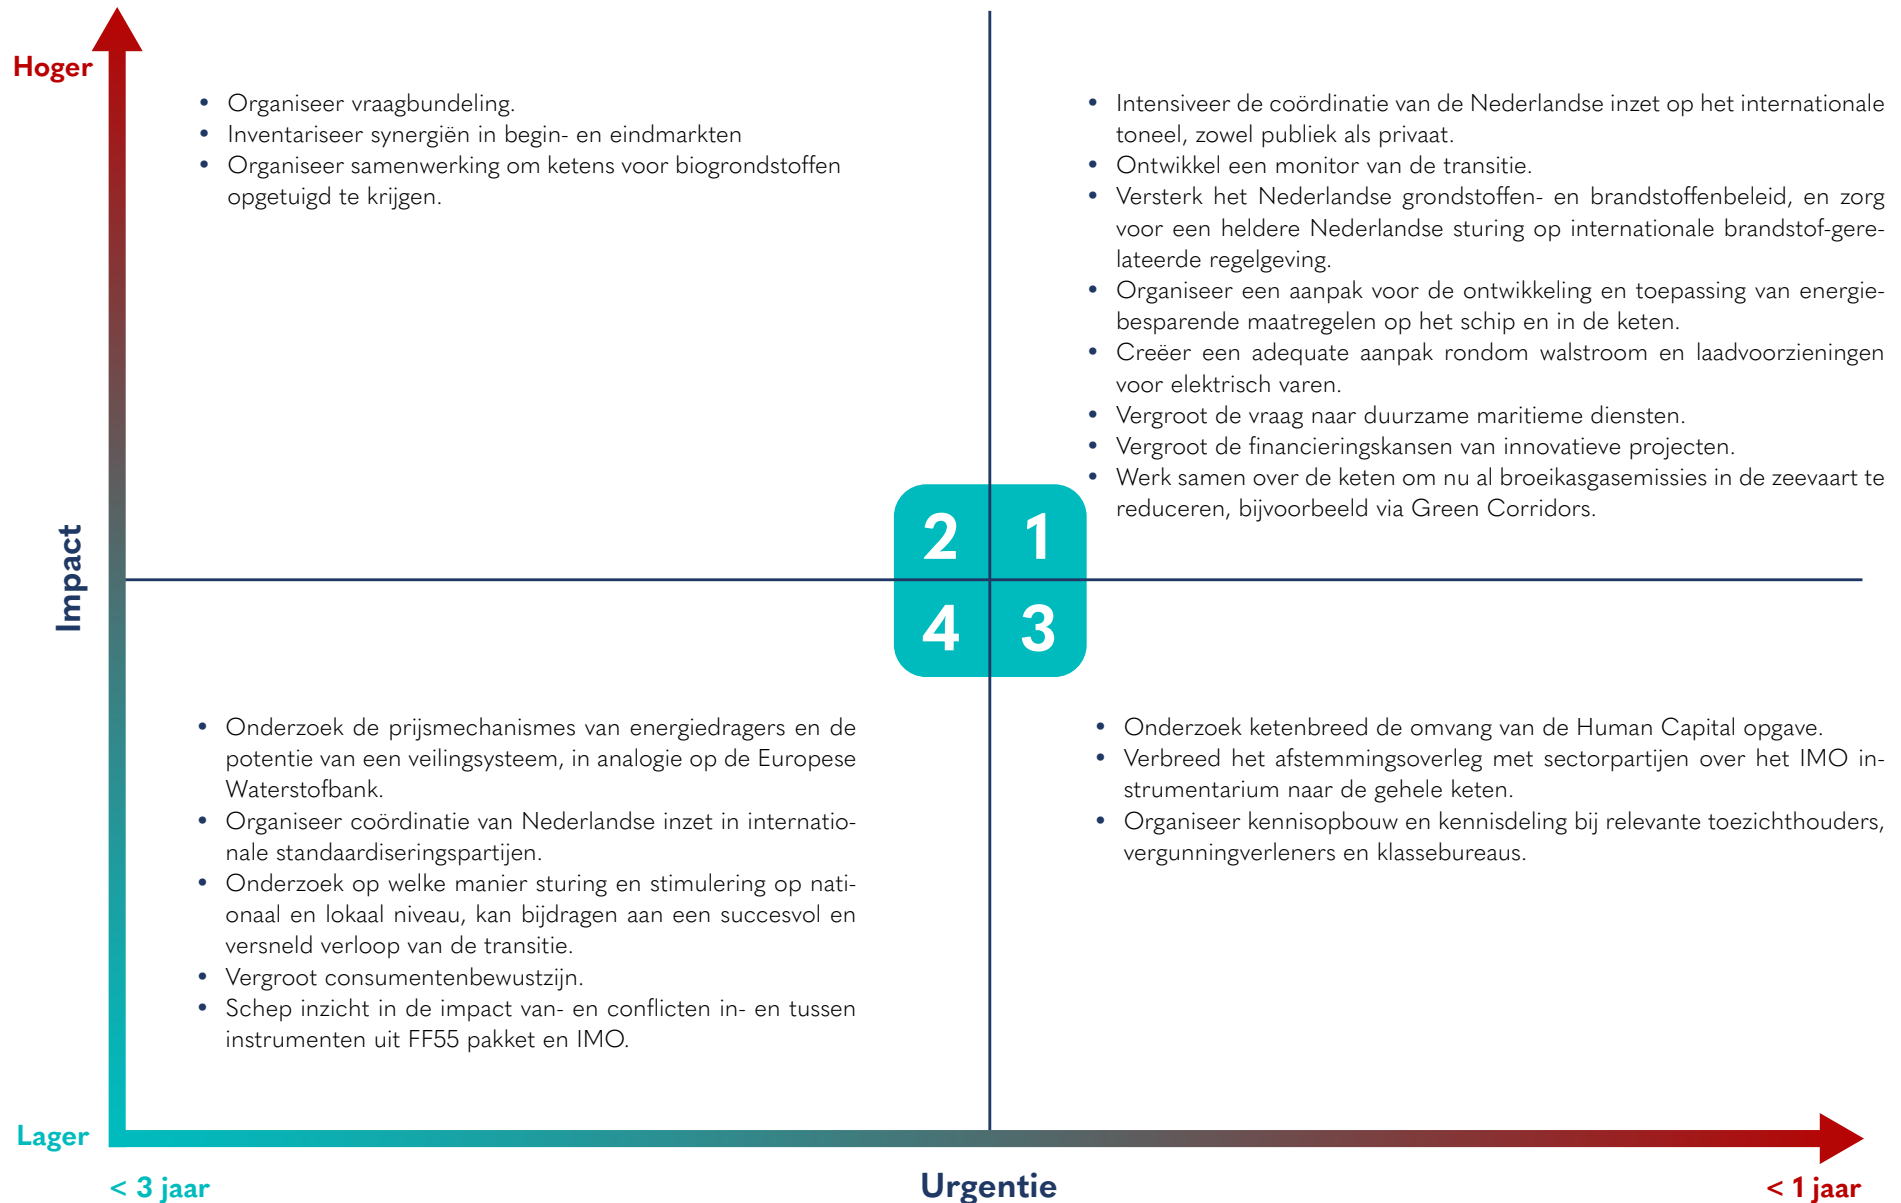 Hoger
• Organiseer vraagbundeling.
• Inventariseer synergiën in begin- en eindmarkten
• Organiseer samenwerking om ketens voor biogrondstoffen
opgetuigd te krijgen.
• Intensiveer de coördinatie van de Nederlandse inzet op het internationale
toneel, zowel publiek als privaat.
• Ontwikkel een monitor van de transitie.
• Versterk het Nederlandse grondstoffen- en brandstoffenbeleid, en zorg
voor een heldere Nederlandse sturing op internationale brandstof-gere-
lateerde regelgeving.
• Organiseer een aanpak voor de ontwikkeling en toepassing van energie-
besparende maatregelen op het schip en in de keten.
• Creëer een adequate aanpak rondom walstroom en laadvoorzieningen
voor elektrisch varen.
• Vergroot de vraag naar duurzame maritieme diensten.
• Vergroot de financieringskansen van innovatieve projecten.
• Werk samen over de keten om nu al broeikasgasemissies in de zeevaart te
reduceren, bijvoorbeeld via Green Corridors.
2 1
Impact
4 3
• Onderzoek de prijsmechanismes van energiedragers en de
potentie van een veilingsysteem, in analogie op de Europese
Waterstofbank.
• Organiseer coördinatie van Nederlandse inzet in internatio-
nale standaardiseringspartijen.
• Onderzoek op welke manier sturing en stimulering op nati-
onaal en lokaal niveau, kan bijdragen aan een succesvol en
versneld verloop van de transitie.
• Vergroot consumentenbewustzijn.
• Schep inzicht in de impact van- en conflicten in- en tussen
instrumenten uit FF55 pakket en IMO.
• Onderzoek ketenbreed de omvang van de Human Capital opgave.
• Verbreed het afstemmingsoverleg met sectorpartijen over het IMO in-
strumentarium naar de gehele keten.
• Organiseer kennisopbouw en kennisdeling bij relevante toezichthouders,
vergunningverleners en klassebureaus.
Lager
< 3 jaar
Urgentie
< 1 jaar